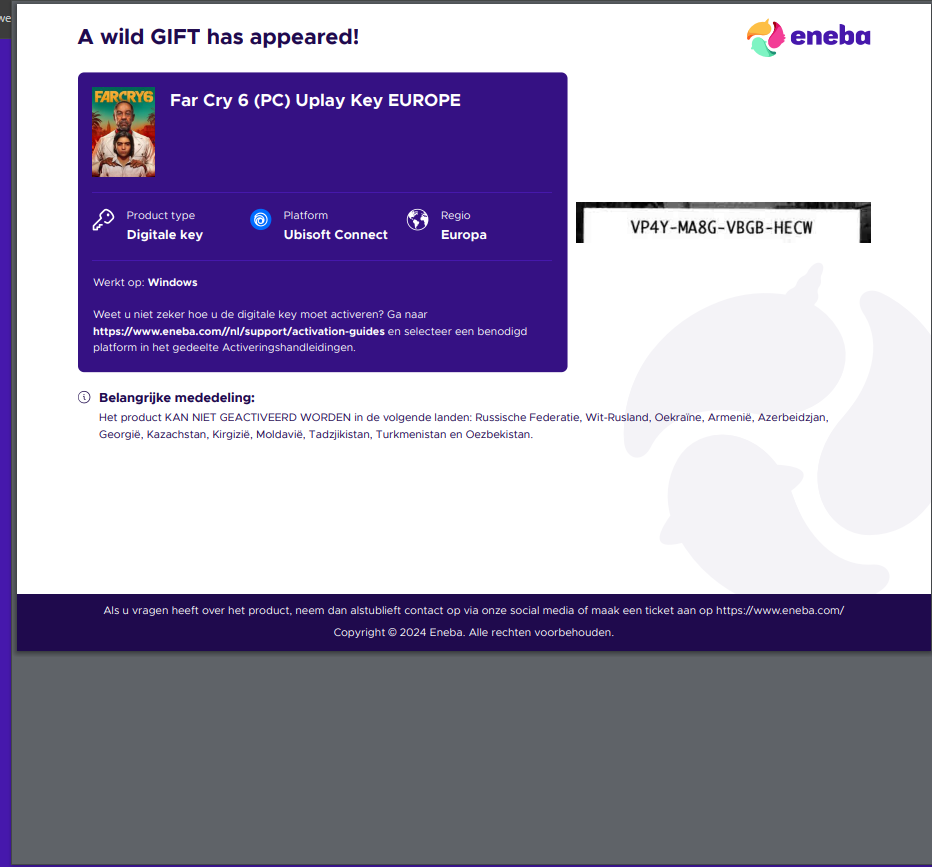 we
A wild GIFT has appeared!
eneba
FARCRY6
Far Cry 6 (PC) Uplay Key EUROPE
Product type
Digitale key
Platform
Ubisoft Connect
Regio
Europa
VP4Y-MA8G-VBGB-HECW
Werkt op: Windows
Weet u niet zeker hoe u de digitale key moet activeren? Ga naar
https://www.eneba.com//nl/support/activation-guides en selecteer een benodigd
platform in het gedeelte Activeringshandleidingen.
Belangrijke mededeling:
Het product KAN NIET GEACTIVEERD WORDEN in de volgende landen: Russische Federatie, Wit-Rusland, Oekraïne, Armenië, Azerbeidzjan,
Georgië, Kazachstan, Kirgizië, Moldavië, Tadzjikistan, Turkmenistan en Oezbekistan.
Als u vragen heeft over het product, neem dan alstublieft contact op via onze social media of maak een ticket aan op https://www.eneba.com/
Copyright © 2024 Eneba. Alle rechten voorbehouden.